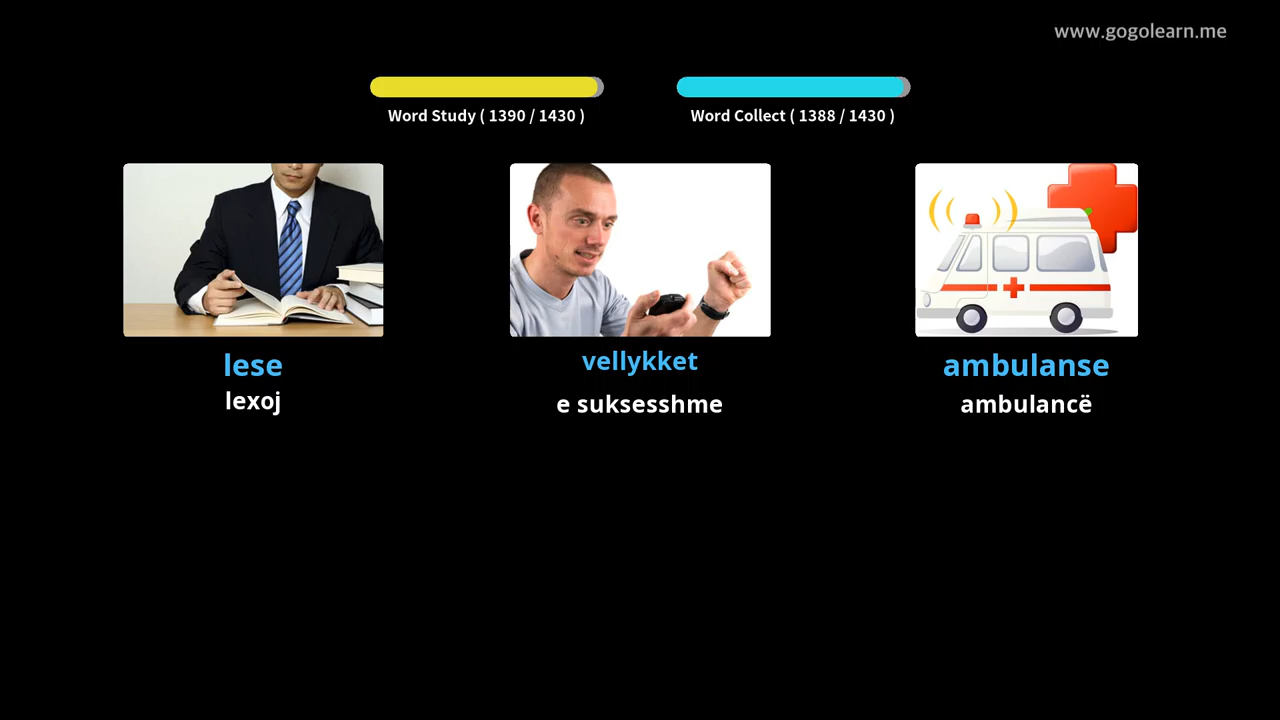 www.gogolearn.me
Word Study ( 1390 / 1430 )
Word Collect ( 1388 / 1430 )
lese
lexoj
vellykket
e suksesshme
ambulanse
ambulancë